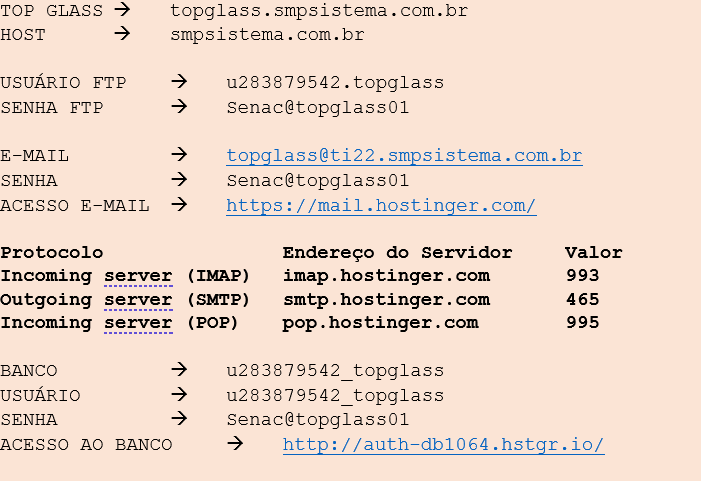 TOP GLASS → topglass.smpsistema.com.br
HOST → smpsistema.com.br
USUÁRIO FTP → u283879542.topglass
SENHA FTP → Senac@topglass01
E-MAIL → topglass@ti22.smpsistema.com.br
SENHA → Senac@topglass01
ACESSO E-MAIL → https://mail.hostinger.com/
Protocolo Endereço do Servidor Valor
Incoming server (IMAP) imap.hostinger.com 993
Outgoing server (SMTP) smtp.hostinger.com 465
Incoming server (POP) pop.hostinger.com 995
BANCO → u283879542_topglass
USUÁRIO → u283879542_topglass
SENHA → Senac@topglass01
ACESSO AO BANCO → http://auth-db1064.hstgr.io/